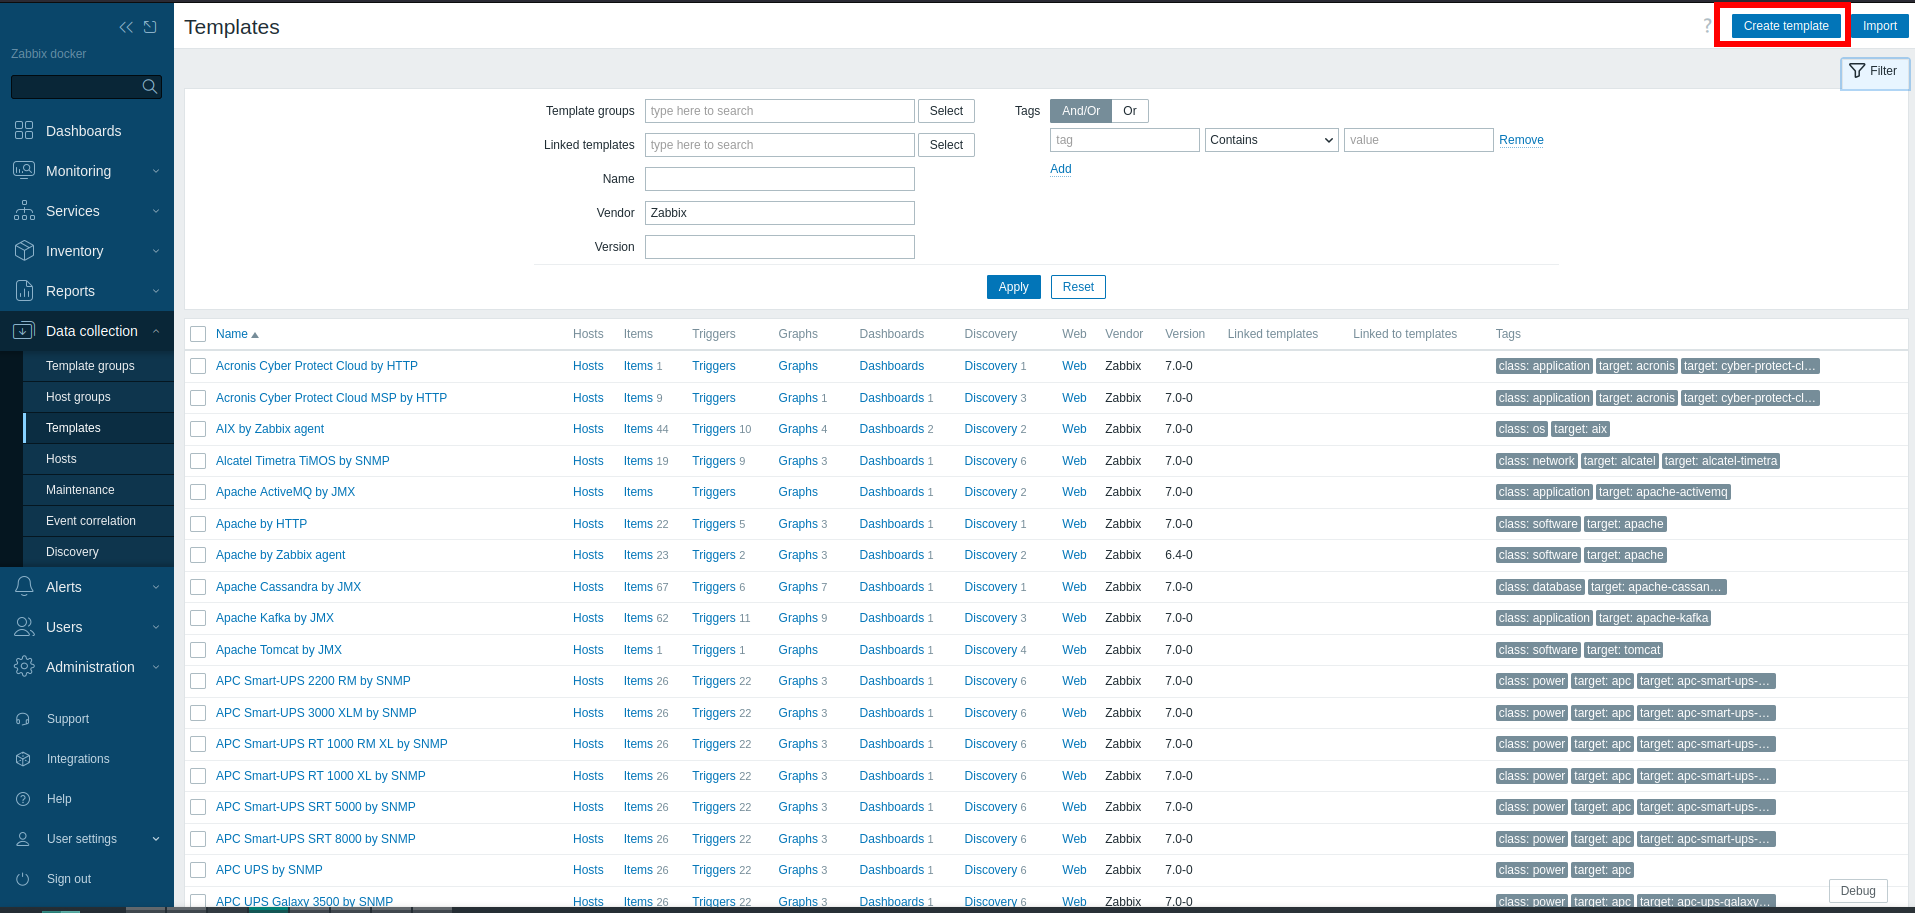 Zabbix docker
Dashboards
Monitoring
Services
Inventory
Reports
Data collection
Template groups
Host groups
Templates
Hosts
Maintenance
Event correlation
Discovery
Alerts
Users
Administration
Support
Integrations
Help
User settings
Sign out
Templates
? Create template Import
Filter
Template groups type here to search Select
Linked templates type here to search Select
Name
Vendor Zabbix
Version
Tags And/Or Or
tag Contains value Remove
Add
Apply Reset
Name Hosts Items Triggers Graphs Dashboards Discovery Web Vendor Version Linked templates Linked to templates Tags
Acronis Cyber Protect Cloud by HTTP Hosts Items 1 Triggers Graphs Dashboards Discovery 1 Web Zabbix 7.0-0 class: application target: acronis target: cyber-protect-cl...
Acronis Cyber Protect Cloud MSP by HTTP Hosts Items 9 Triggers Graphs 1 Dashboards 1 Discovery 3 Web Zabbix 7.0-0 class: application target: acronis target: cyber-protect-cl...
AIX by Zabbix agent Hosts Items 44 Triggers 10 Graphs 4 Dashboards 2 Discovery 2 Web Zabbix 7.0-0 class: os target: aix
Alcatel Timetra TiMOS by SNMP Hosts Items 19 Triggers 9 Graphs 3 Dashboards 1 Discovery 6 Web Zabbix 7.0-0 class: network target: alcatel target: alcatel-timetra
Apache ActiveMQ by JMX Hosts Items Triggers Graphs Dashboards 1 Discovery 2 Web Zabbix 7.0-0 class: application target: apache-activemq
Apache by HTTP Hosts Items 22 Triggers 5 Graphs 3 Dashboards 1 Discovery 1 Web Zabbix 7.0-0 class: software target: apache
Apache by Zabbix agent Hosts Items 23 Triggers 2 Graphs 3 Dashboards 1 Discovery 2 Web Zabbix 6.4-0 class: software target: apache
Apache Cassandra by JMX Hosts Items 67 Triggers 6 Graphs 7 Dashboards 1 Discovery 1 Web Zabbix 7.0-0 class: database target: apache-cassan...
Apache Kafka by JMX Hosts Items 62 Triggers 11 Graphs 9 Dashboards 1 Discovery 3 Web Zabbix 7.0-0 class: application target: apache-kafka
Apache Tomcat by JMX Hosts Items 1 Triggers 1 Graphs Dashboards 1 Discovery 4 Web Zabbix 7.0-0 class: software target: tomcat
APC Smart-UPS 2200 RM by SNMP Hosts Items 26 Triggers 22 Graphs 3 Dashboards 1 Discovery 6 Web Zabbix 7.0-0 class: power target: apc target: apc-smart-ups-...
APC Smart-UPS 3000 XLM by SNMP Hosts Items 26 Triggers 22 Graphs 3 Dashboards 1 Discovery 6 Web Zabbix 7.0-0 class: power target: apc target: apc-smart-ups-...
APC Smart-UPS RT 1000 RM XL by SNMP Hosts Items 26 Triggers 22 Graphs 3 Dashboards 1 Discovery 6 Web Zabbix 7.0-0 class: power target: apc target: apc-smart-ups-...
APC Smart-UPS RT 1000 XL by SNMP Hosts Items 26 Triggers 22 Graphs 3 Dashboards 1 Discovery 6 Web Zabbix 7.0-0 class: power target: apc target: apc-smart-ups-...
APC Smart-UPS SRT 5000 by SNMP Hosts Items 26 Triggers 22 Graphs 3 Dashboards 1 Discovery 6 Web Zabbix 7.0-0 class: power target: apc target: apc-smart-ups-...
APC Smart-UPS SRT 8000 by SNMP Hosts Items 26 Triggers 22 Graphs 3 Dashboards 1 Discovery 6 Web Zabbix 7.0-0 class: power target: apc target: apc-smart-ups-...
APC UPS by SNMP Hosts Items 26 Triggers 22 Graphs 3 Dashboards 1 Discovery 6 Web Zabbix 7.0-0 class: power target: apc
APC UPS Galaxy 3500 by SNMP Hosts Items 26 Triggers 22 Graphs 3 Dashboards 1 Discovery 6 Web Zabbix 7.0-0 class: power target: apc target: apc-ups-galaxy...
Debug